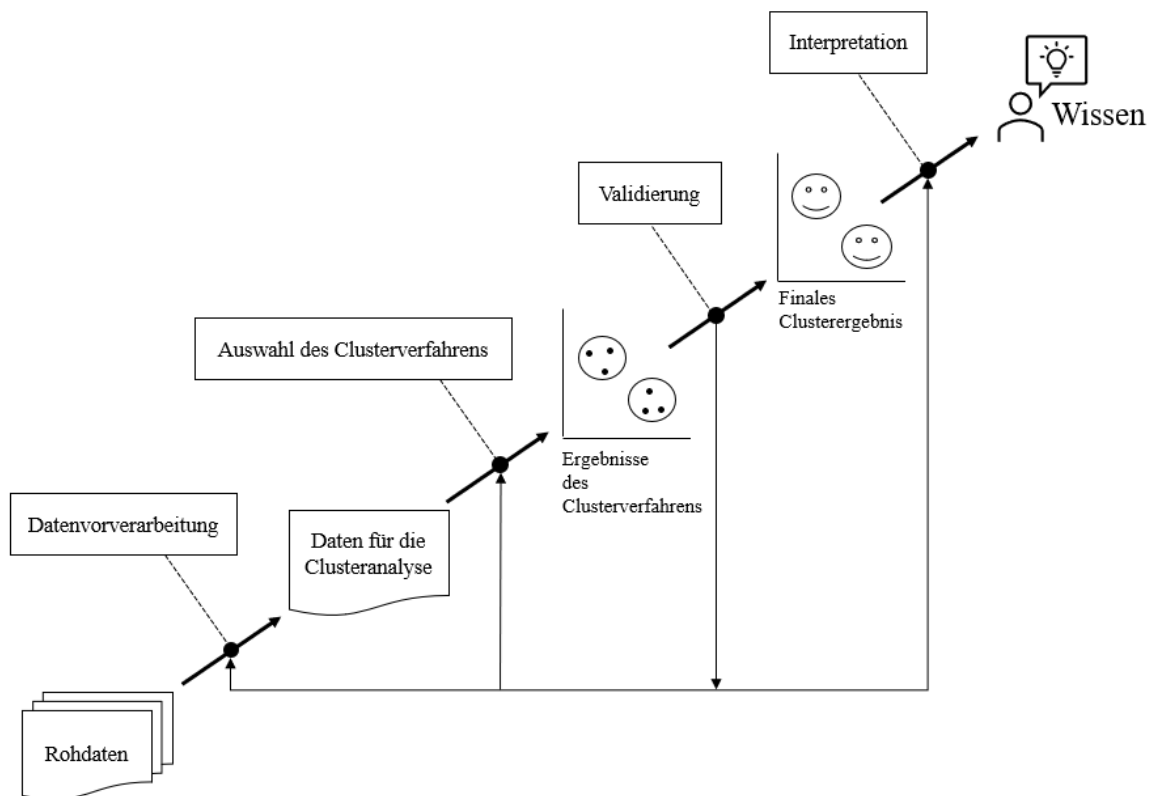 Interpretation
Wissen
Validierung
Finales
Clusterergebnis
Auswahl des Clusterverfahrens
Ergebnisse
des
Clusterverfahrens
Datenvorverarbeitung
Daten für die
Clusteranalyse
Rohdaten